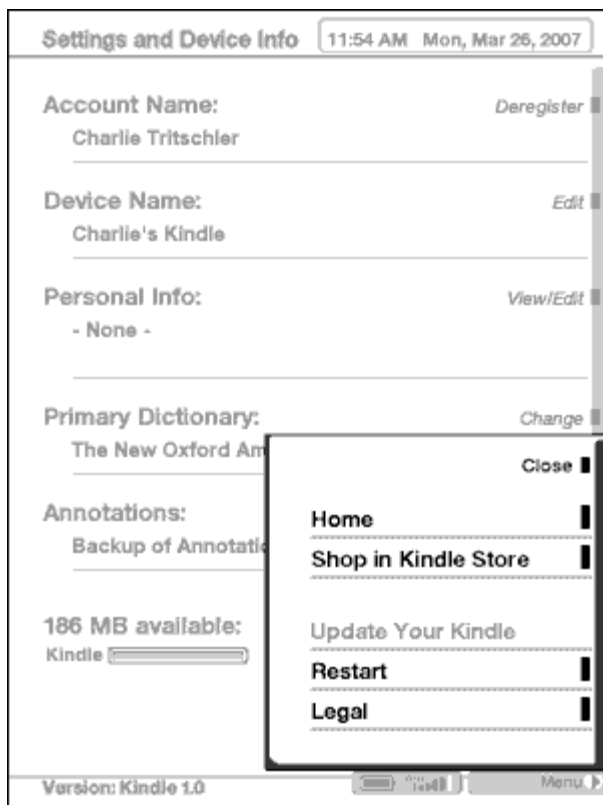 Settings and Device Info 11:54 AM Mon, Mar 26, 2007
Account Name: Deregister
Charlie Tritschler
Device Name: Edit
Charlie's Kindle
Personal Info: View/Edit
- None -
Primary Dictionary: Change
The New Oxford Am
Close
Annotations:
Home
Backup of Annotatio
Shop in Kindle Store
186 MB available:
Update Your Kindle
Kindle
Restart
Legal
Version: Kindle 1.0 Menu